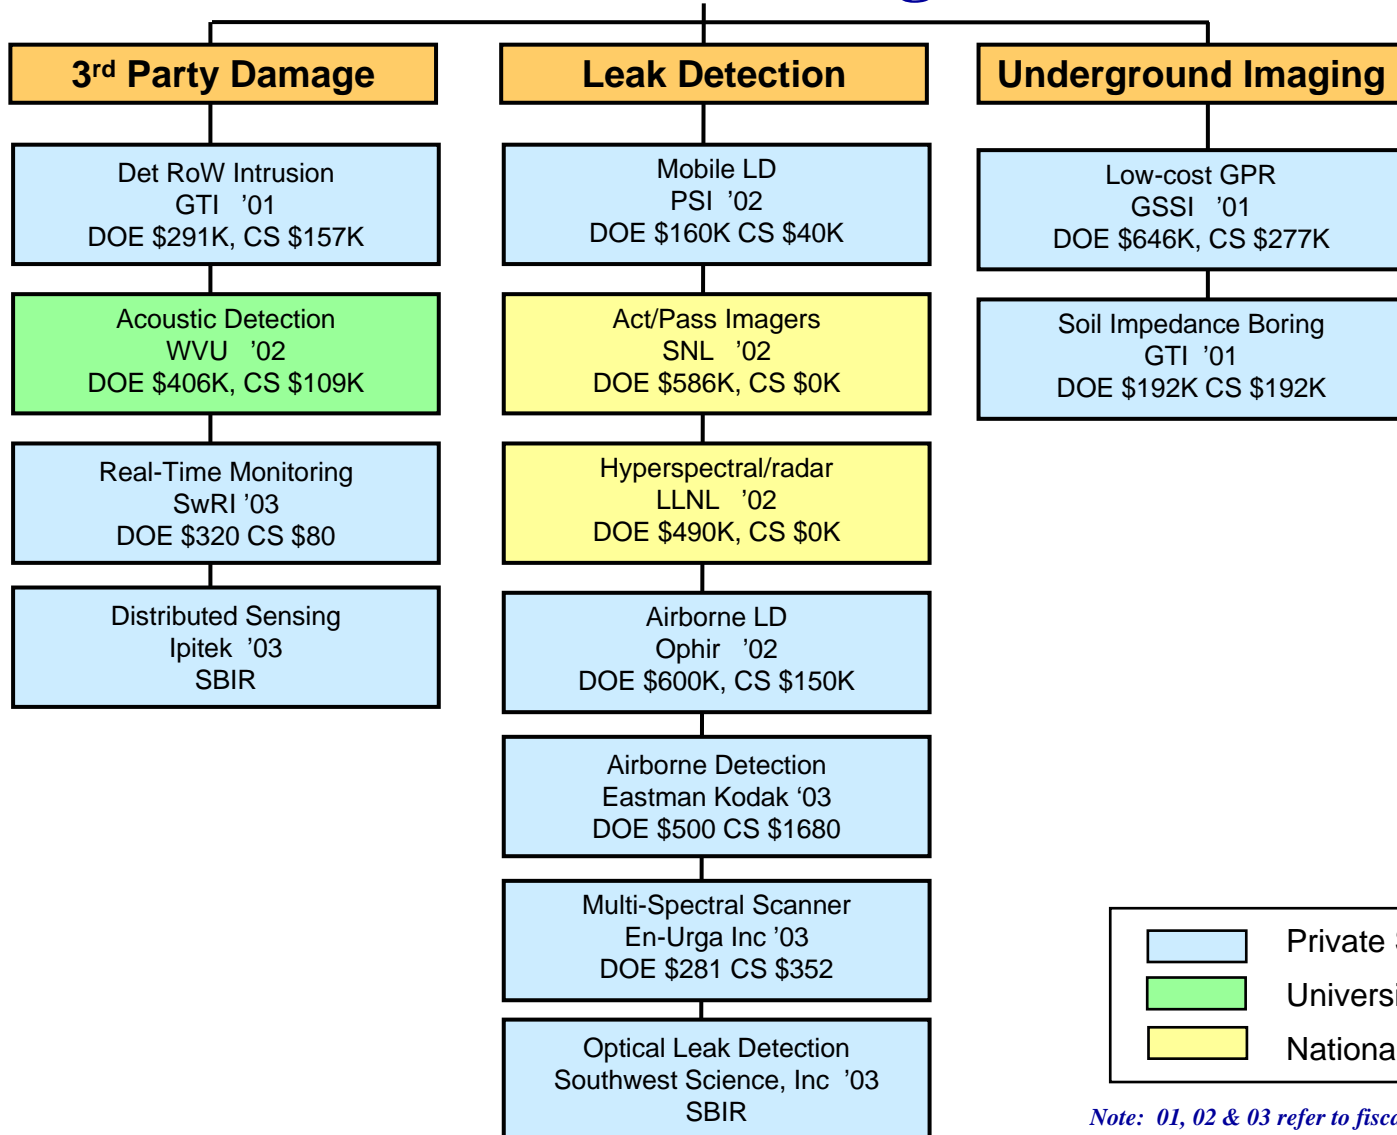 3rd Party Damage
Det RoW Intrusion
GTI '01
DOE $291K, CS $157K
Acoustic Detection
WVU '02
DOE $406K, CS $109K
Real-Time Monitoring
SwRI '03
DOE $320 CS $80
Distributed Sensing
Ipitek '03
SBIR
Leak Detection
Mobile LD
PSI ’02
DOE $160K CS $40K
Act/Pass Imagers
SNL ’02
DOE $586K, CS $0K
Hyperspectral/radar
LLNL ’02
DOE $490K, CS $0K
Airborne LD
Ophir ’02
DOE $600K, CS $150K
Airborne Detection
Eastman Kodak ‘03
DOE $500 CS $1680
Multi-Spectral Scanner
En-Urga Inc ’03
DOE $281 CS $352
Optical Leak Detection
Southwest Science, Inc ’03
SBIR
Underground Imaging
Low-cost GPR
GSSI ’01
DOE $646K, CS $277K
Soil Impedance Boring
GTI ’01
DOE $192K CS $192K
Private
Note: 01, 02 & 03 refer to